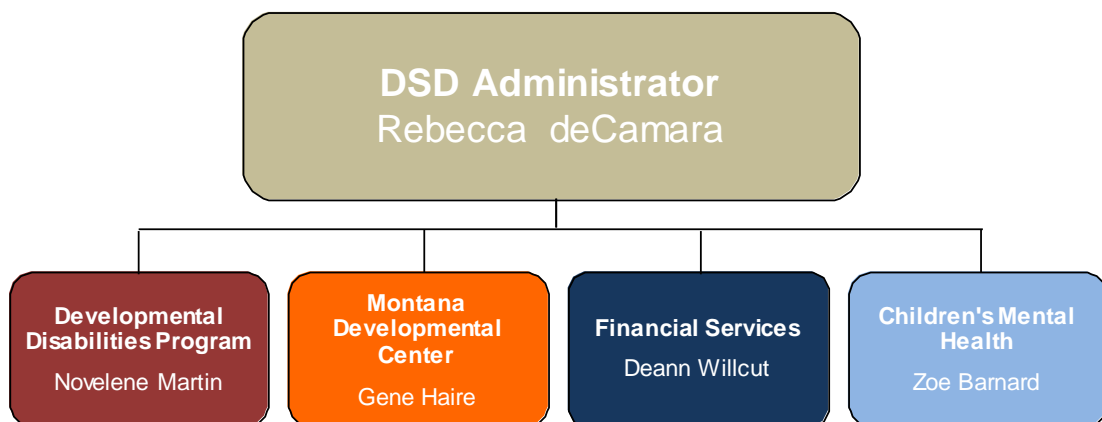 DSD Administrator
Rebecca deCamara
Developmental
Disabilities Program
Novelene Martin
Montana
Developmental
Center
Gene Haire
Financial Services
Deann Willcut
Children's Mental
Health
Zoe Barnard